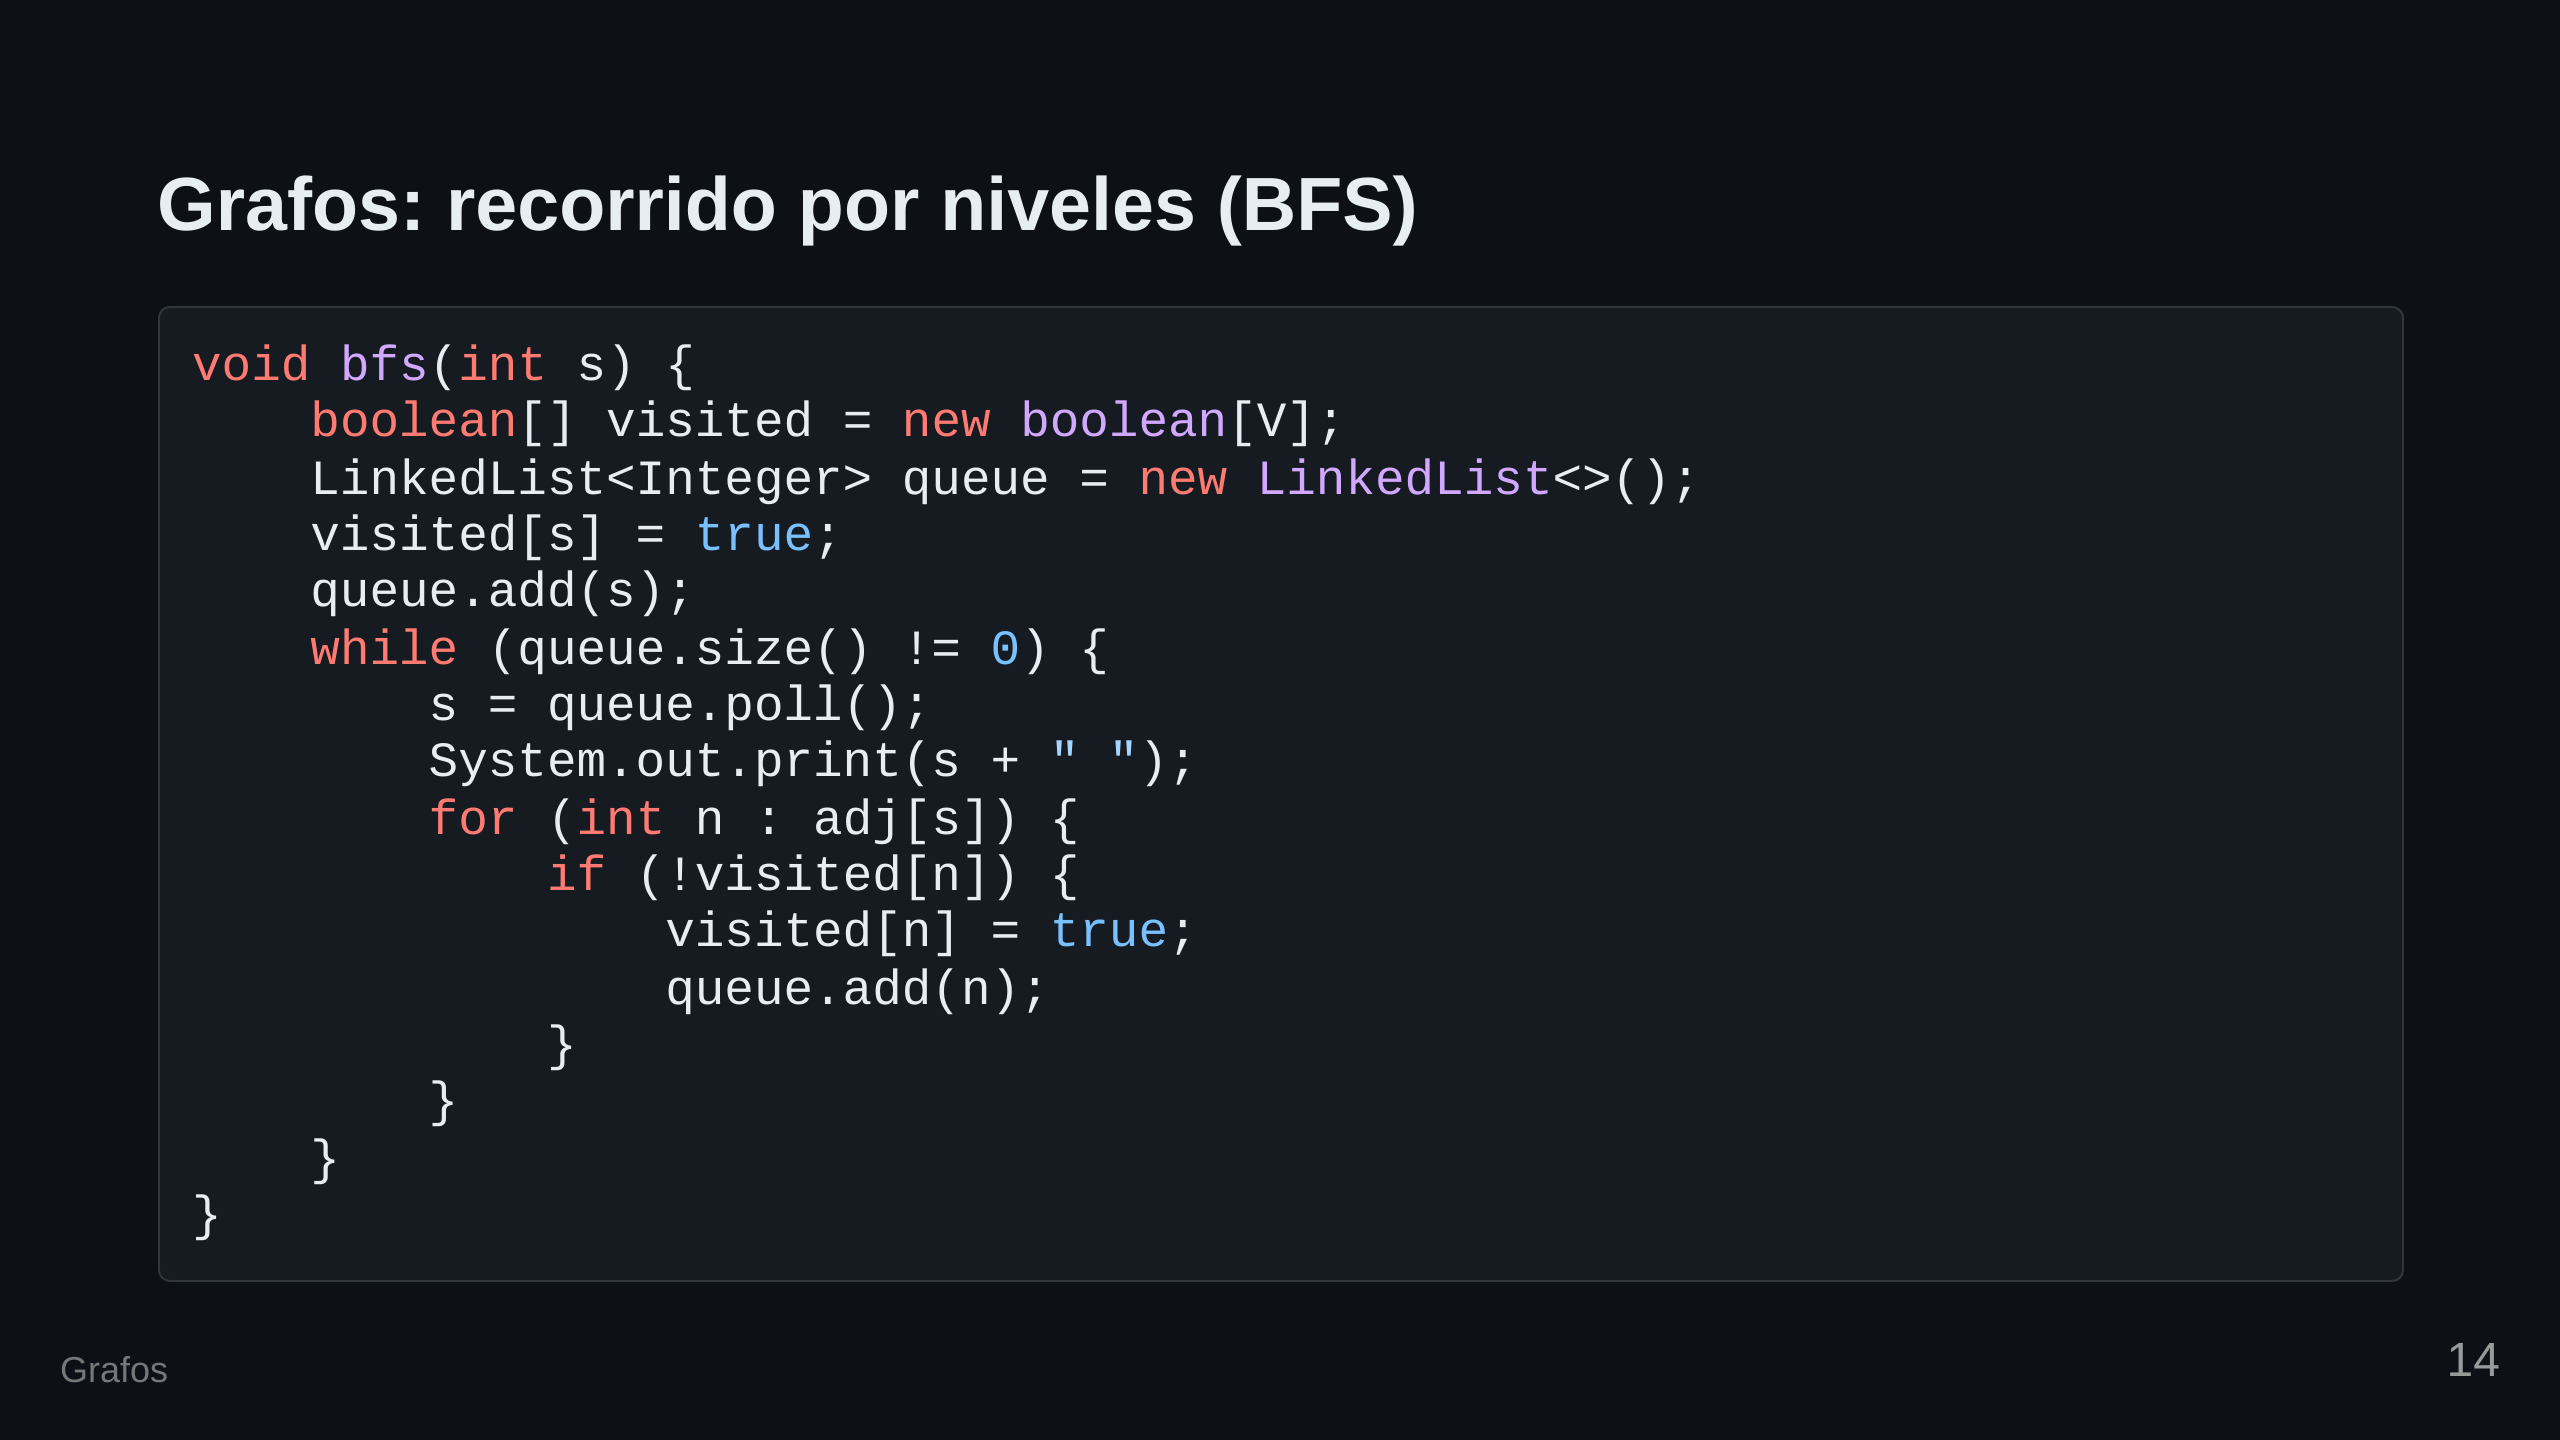 Grafos: recorrido por niveles (BFS)
void bfs(int s) {
    boolean[] visited = new boolean[V];
    LinkedList<Integer> queue = new LinkedList<>();
    visited[s] = true;
    queue.add(s);
    while (queue.size() != 0) {
        s = queue.poll();
        System.out.print(s + " ");
        for (int n : adj[s]) {
            if (!visited[n]) {
                visited[n] = true;
                queue.add(n);
            }
        }
    }
}
Grafos
14